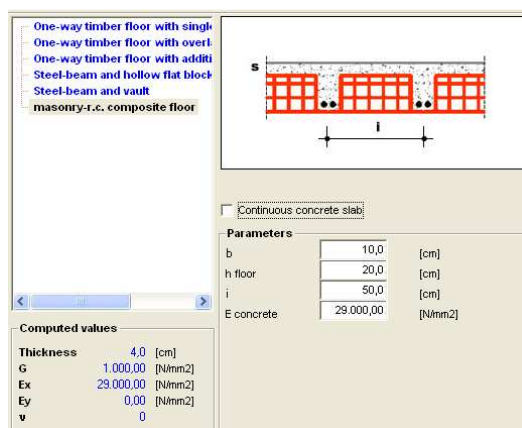 One-way timber floor with singl
One-way timber floor with overl
One-way timber floor with additi
Steel-beam and hollow flat block
Steel-beam and vault
masonry-r.c. composite floor
s
i
Continuous concrete slab
Parameters
b 10,0 [cm]
h floor 20,0 [cm]
i 50,0 [cm]
E concrete 29.000,00 [N/mm2]
Computed values
Thickness 4,0 [cm]
G 1.000,00 [N/mm2]
Ex 29.000,00 [N/mm2]
Ey 0,00 [N/mm2]
ν 0